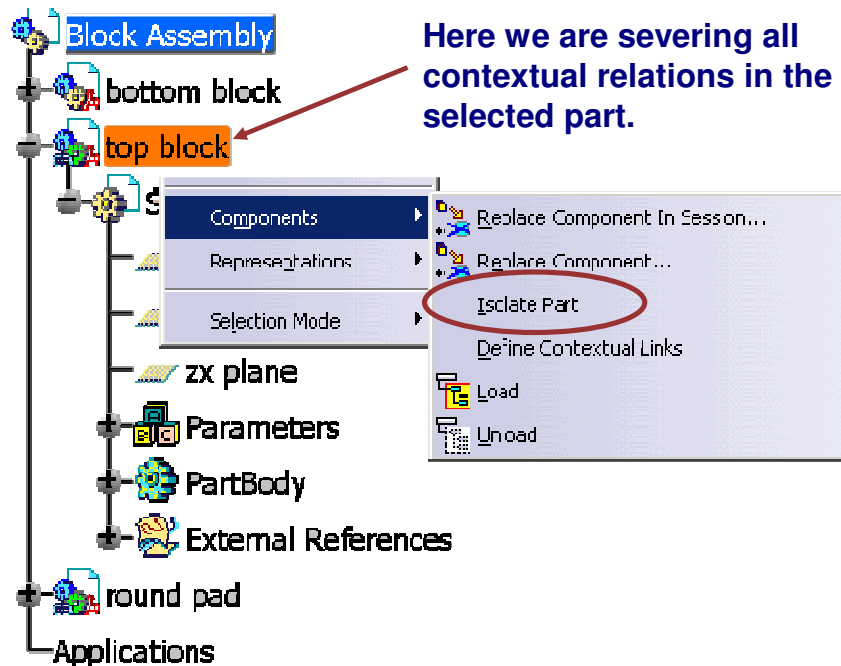 Block Assembly
Here we are severing all
contextual relations in the
selected part.
bottom block
top block
S
Components
Representations
Selection Mode
Replace Component In Session...
Replace Component...
Isolate Part
Define Contextual Links
Load
Unload
zx plane
Parameters
PartBody
External References
round pad
Applications